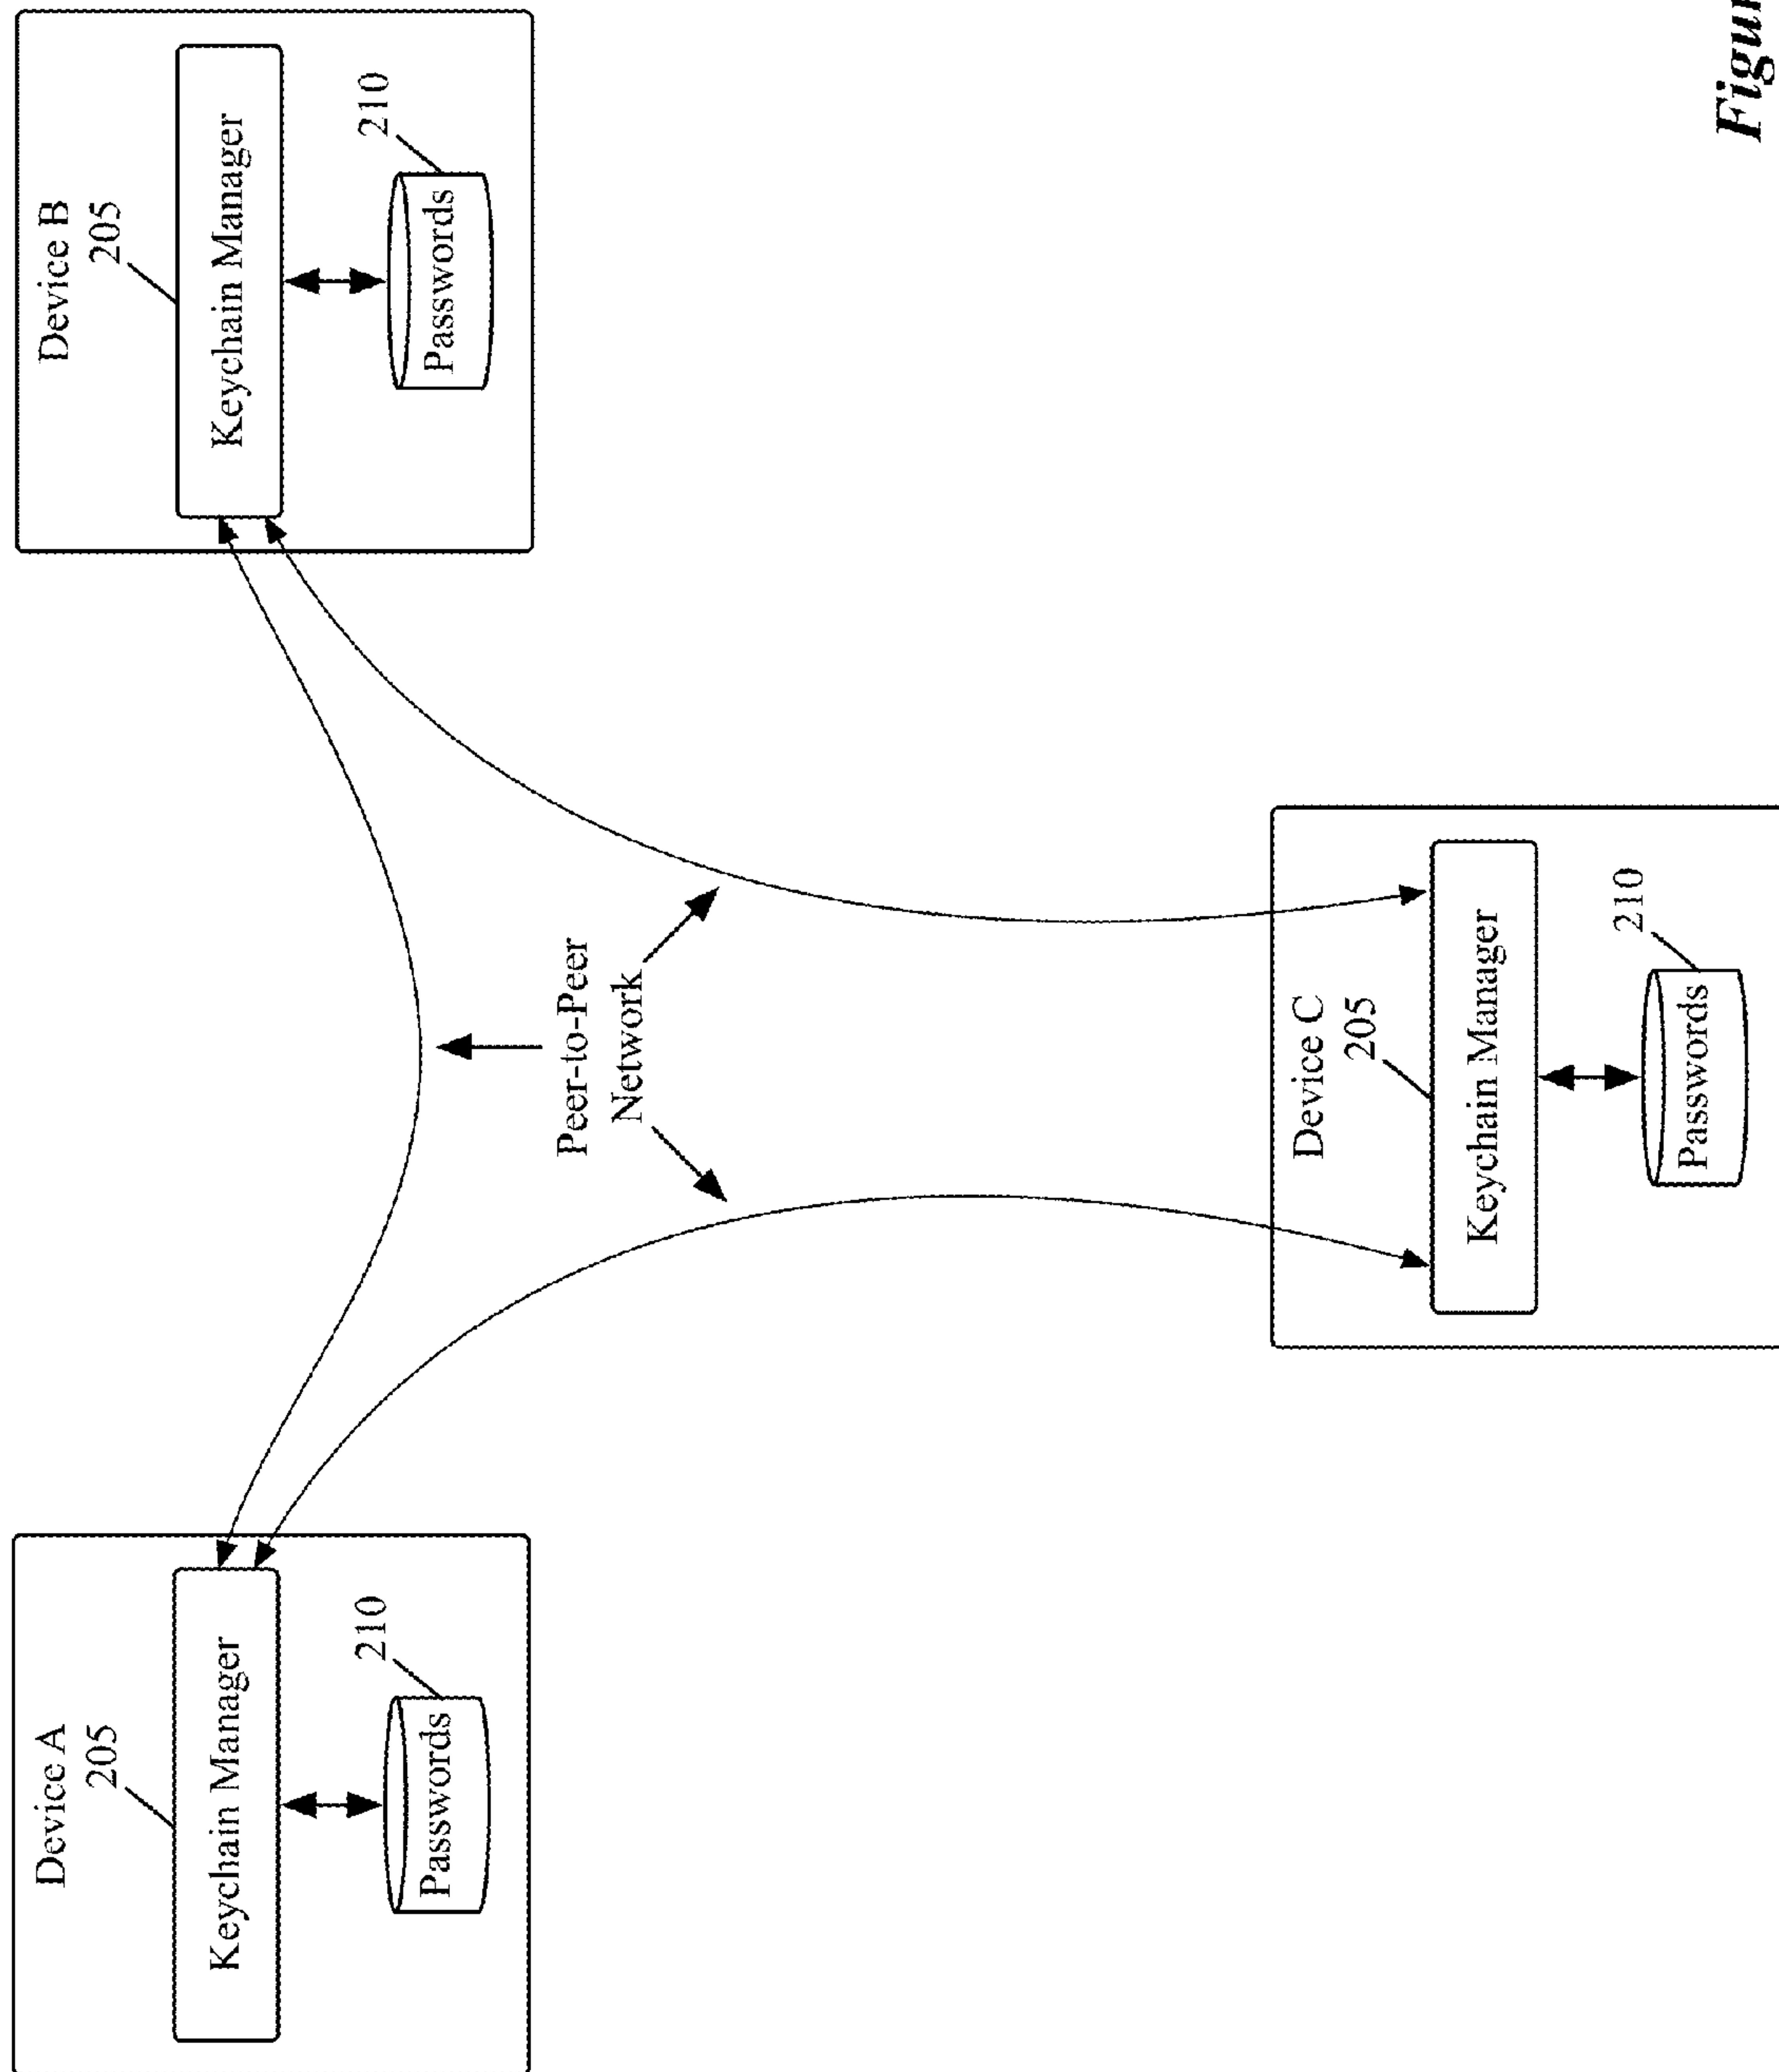 Device A
205
Keychain Manager
210
Passwords
Device B
205
Keychain Manager
210
Passwords
Peer-to-Peer
Network
Device C
205
Keychain Manager
210
Passwords